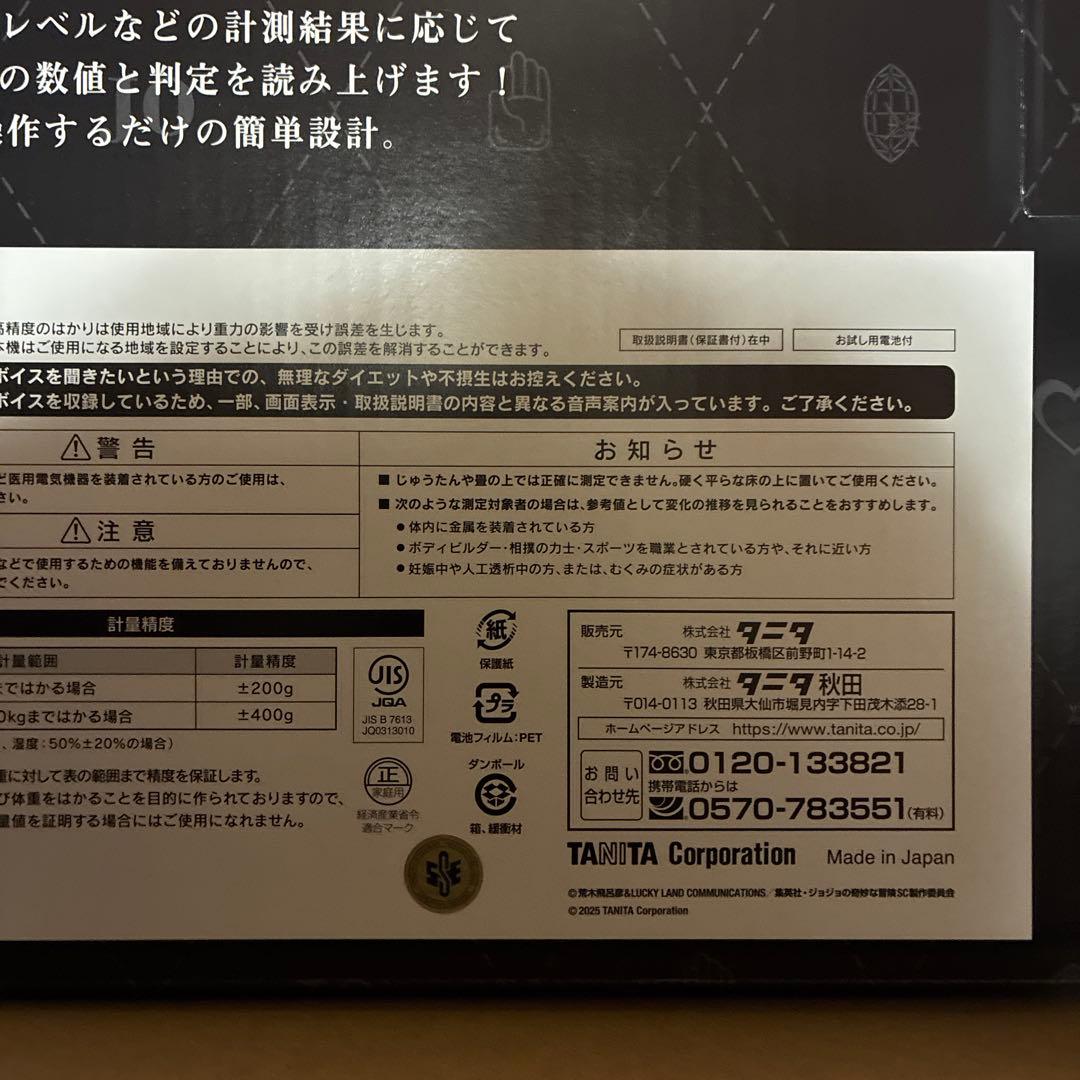 レベルなどの計測結果に応じて
の数値と判定を読み上げます！
操作するだけの簡単設計。
高精度のはかりは使用地域により重力の影響を受け誤差を生じます。
本機はご使用になる地域を設定することにより、この誤差を解消することができます。
取扱説明書（保証書付）在中
お試し用電池付
ボイスを聞きたいという理由での、無理なダイエットや不摂生はお控えください。
ボイスを収録しているため、一部、画面表示・取扱説明書の内容と異なる音声案内が入っています。ご了承ください。
警告
ど医用電気機器を装着されている方のご使用は、
さい。
注意
などで使用するための機能を備えておりませんので、
でください。
お知らせ
■ じゅうたんや畳の上では正確に測定できません。硬く平らな床の上に置いてご使用ください。
■ 次のような測定対象者の場合は、参考値として変化の推移を見られることをおすすめします。
● 体内に金属を装着されている方
● ボディビルダー・相撲の力士・スポーツを職業とされている方や、それに近い方
● 妊娠中や人工透析中の方、または、むくみの症状がある方
計量精度
計量範囲 計量精度
まではかる場合 ±200g
0kgまではかる場合 ±400g
、湿度：50％±20％の場合）
重に対して表の範囲まで精度を保証します。
び体重をはかることを目的に作られておりますので、
量値を証明する場合にはご使用になれません。
JIS
JQA
JIS B 7613
JQ0313010
正
家庭用
経済産業省令
適合マーク
紙
保護紙
プラ
電池フィルム：PET
ダンボール
箱、緩衝材
販売元 株式会社 タニタ
〒174-8630 東京都板橋区前野町1-14-2
製造元 株式会社 タニタ秋田
〒014-0113 秋田県大仙市堀見内字下田茂木添28-1
ホームページアドレス https://www.tanita.co.jp/
お問い
合わせ先
0120-133821
携帯電話からは
0570-783551（有料）
TANITA Corporation Made in Japan
©荒木飛呂彦&LUCKY LAND COMMUNICATIONS／集英社・ジョジョの奇妙な冒険SC製作委員会
©2025 TANITA Corporation